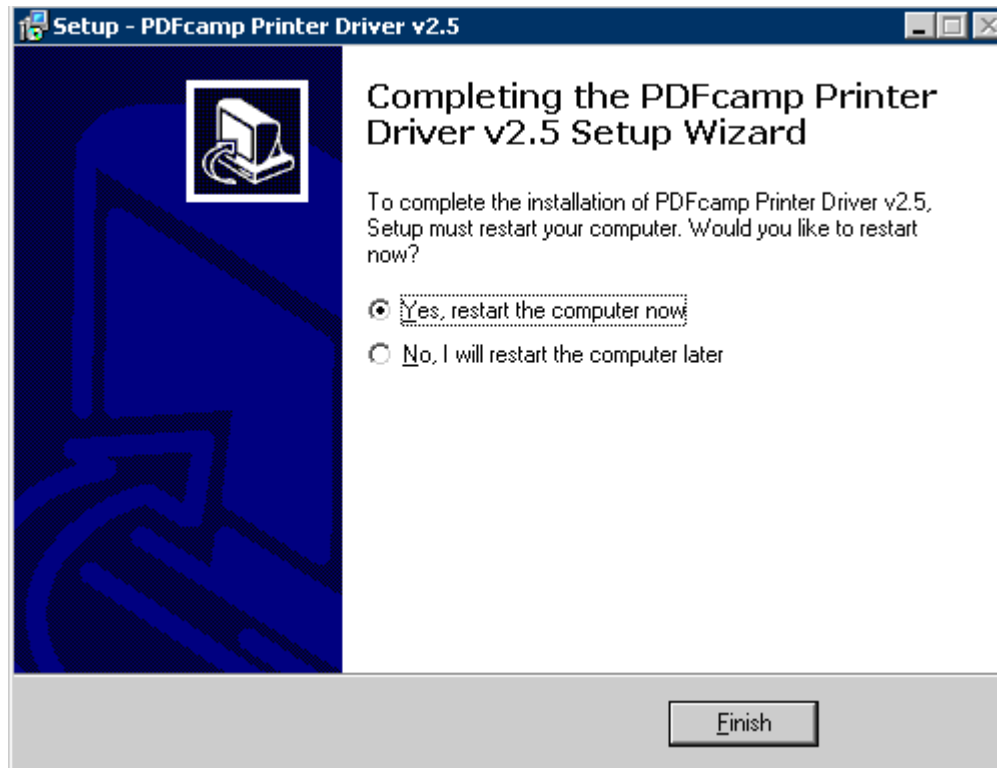 Setup - PDFcamp Printer Driver v2.5
Completing the PDFcamp Printer
Driver v2.5 Setup Wizard
To complete the installation of PDFcamp Printer Driver v2.5,
Setup must restart your computer. Would you like to restart
now?
Yes, restart the computer now
No, I will restart the computer later
Finish